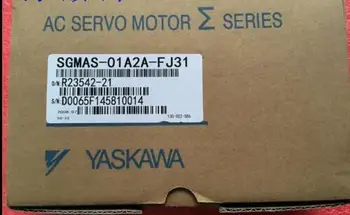 AC SERVO MOTOR Σ SERIES
SGMAS-01A2A-FJ31
O/N R23542-21
S/N D0065F145810014
YASKAWA